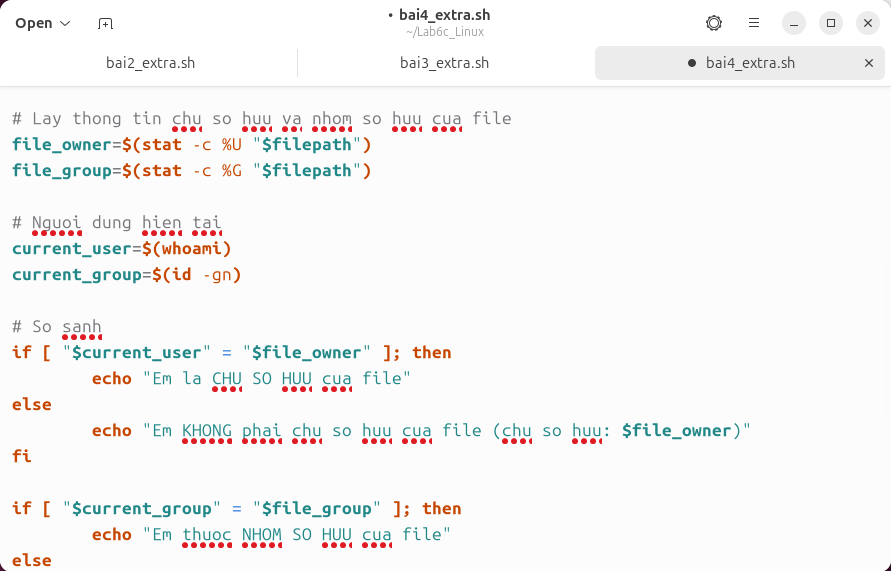 Open
• bai4_extra.sh
~/Lab6c_Linux
bai2_extra.sh
bai3_extra.sh
● bai4_extra.sh
# Lay thong tin chu so huu va nhom so huu cua file
file_owner=$(stat -c %U "$filepath")
file_group=$(stat -c %G "$filepath")
# Nguoi dung hien tai
current_user=$(whoami)
current_group=$(id -gn)
# So sanh
if [ "$current_user" = "$file_owner" ]; then
        echo "Em la CHU SO HUU cua file"
else
        echo "Em KHONG phai chu so huu cua file (chu so huu: $file_owner)"
fi
if [ "$current_group" = "$file_group" ]; then
        echo "Em thuoc NHOM SO HUU cua file"
else